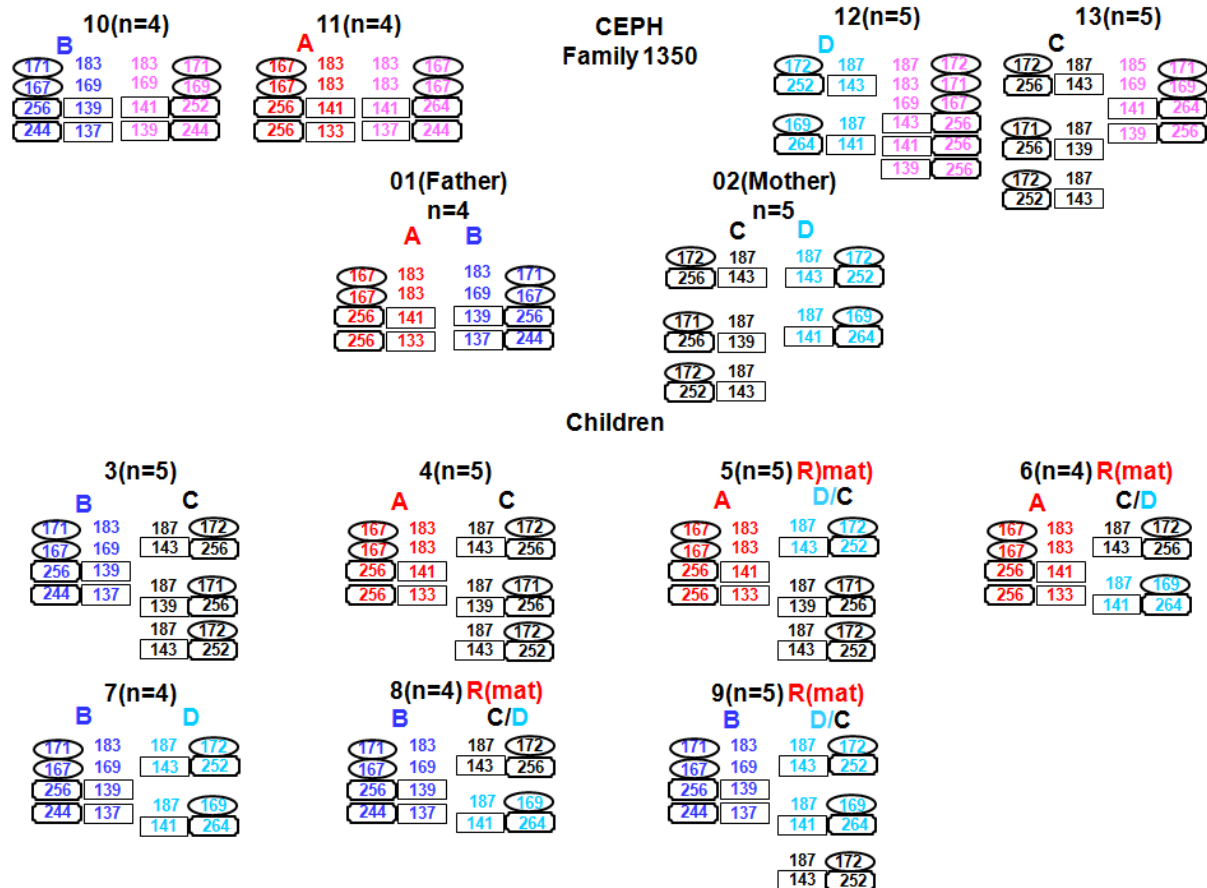 10(n=4) 11(n=4) CEPH 12(n=5) 13(n=5)
Family 1350
B A D C
171 183 183 171 167 183 183 167 172 187 187 172 172 187 185 171
167 169 169 169 167 183 183 167 252 143 183 171 256 143 169 169
256 139 141 252 256 141 141 264 169 167 141 264
244 137 139 244 256 133 137 244 169 187 143 256 171 187 139 256
264 141 141 256 256 139
139 256 172 187
252 143
01(Father) 02(Mother)
n=4 n=5
A B C D
167 183 183 171 172 187 187 172
167 183 169 167 256 143 143 252
256 141 139 256 171 187 187 169
256 133 137 244 256 139 141 264
172 187
252 143
Children
3(n=5) 4(n=5) 5(n=5) R)mat) 6(n=4) R(mat)
B C A C A D/C A C/D
171 183 187 172 167 183 187 172 167 183 187 172 167 183 187 172
167 169 143 256 167 183 143 256 167 183 143 252 167 183 143 256
256 139 187 171 256 141 187 171 256 141 187 171 256 141 187 169
244 137 139 256 256 133 139 256 256 133 139 256 256 133 141 264
187 172 187 172 187 172
143 252 143 252 143 252
7(n=4) 8(n=4) R(mat) 9(n=5) R(mat)
B D B C/D B D/C
171 183 187 172 171 183 187 172 171 183 187 172
167 169 143 252 167 169 143 256 167 169 143 252
256 139 187 169 256 139 187 169 256 139 187 169
244 137 141 264 244 137 141 264 244 137 141 264
187 172
143 252